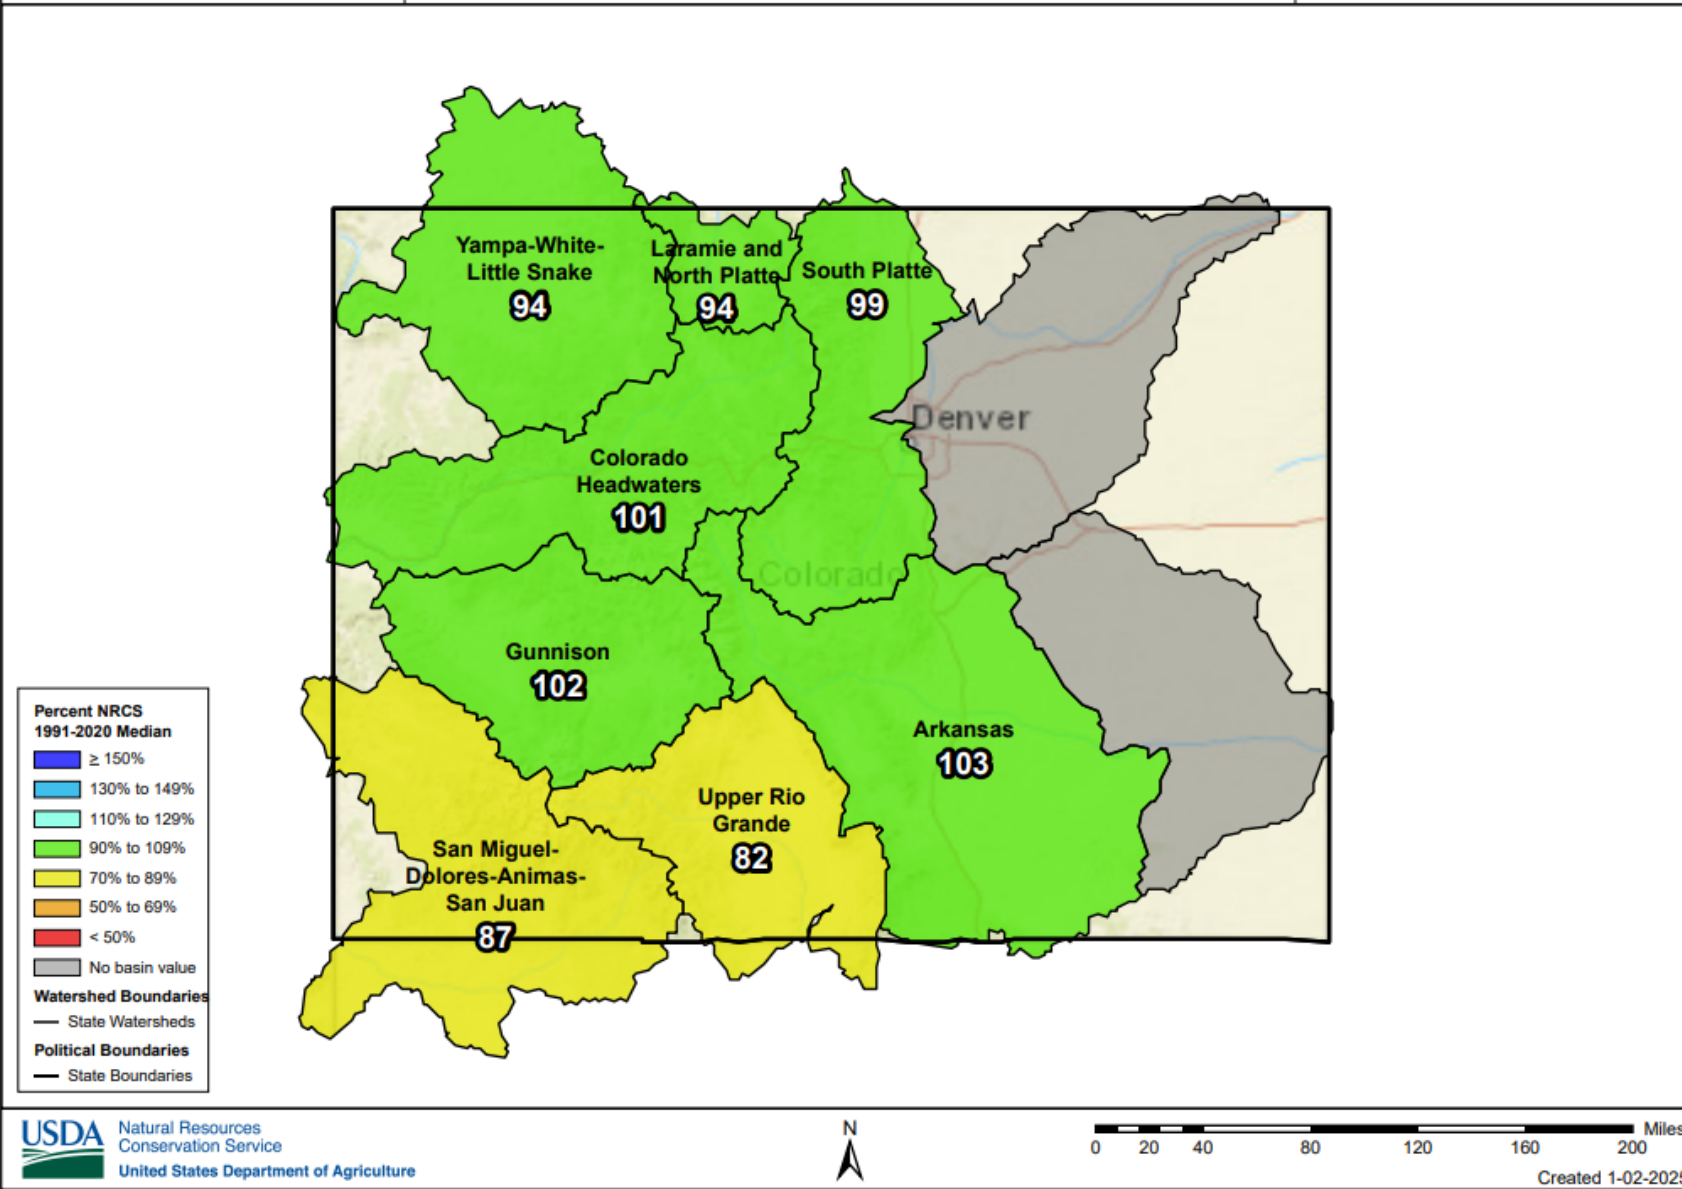 Yampa-White-
Little Snake
94
Laramie and
North Platte
94
South Platte
99
Denver
Colorado
Headwaters
101
Colorado
Gunnison
102
Arkansas
103
Upper Rio
Grande
82
San Miguel-
Dolores-Animas-
San Juan
87
Percent NRCS
1991-2020 Median
≥ 150%
130% to 149%
110% to 129%
90% to 109%
70% to 89%
50% to 69%
< 50%
No basin value
Watershed Boundaries
State Watersheds
Political Boundaries
State Boundaries
USDA
Natural Resources
Conservation Service
United States Department of Agriculture
N
0 20 40 80 120 160 200 Miles
Created 1-02-2025